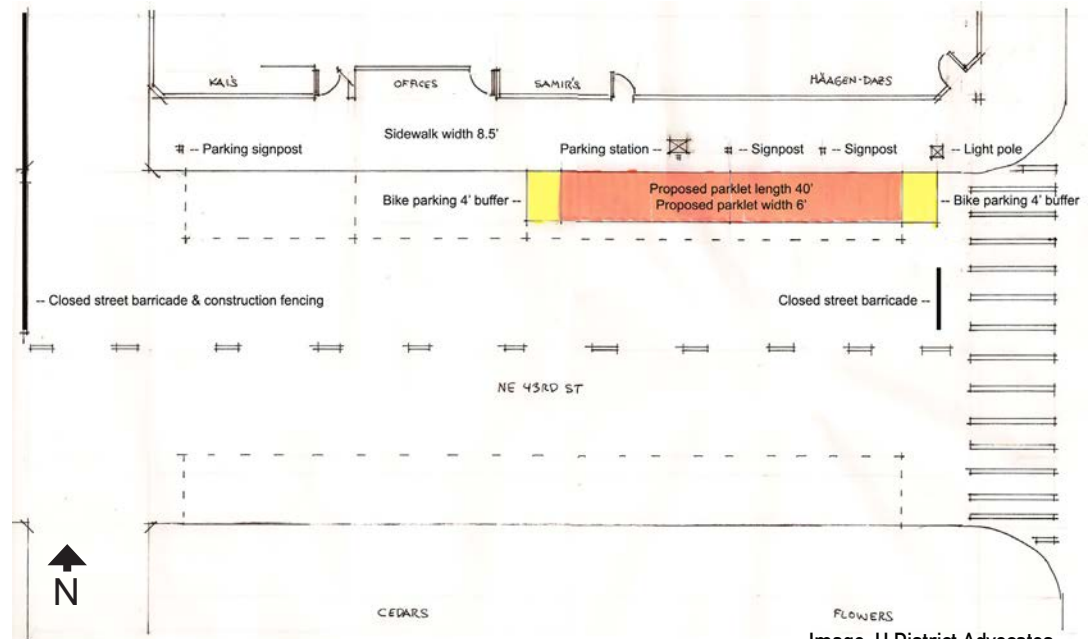 KAI'S
OFFICES
SAMIR'S
HÄAGEN-DAZS
Sidewalk width 8.5'
-- Parking signpost
Parking station --
-- Signpost
-- Signpost
-- Light pole
Bike parking 4' buffer --
Proposed parklet length 40'
Proposed parklet width 6'
-- Bike parking 4' buffer
-- Closed street barricade & construction fencing
Closed street barricade --
NE 43RD ST
N
CEDARS
FLOWERS
Image: U District Advocates